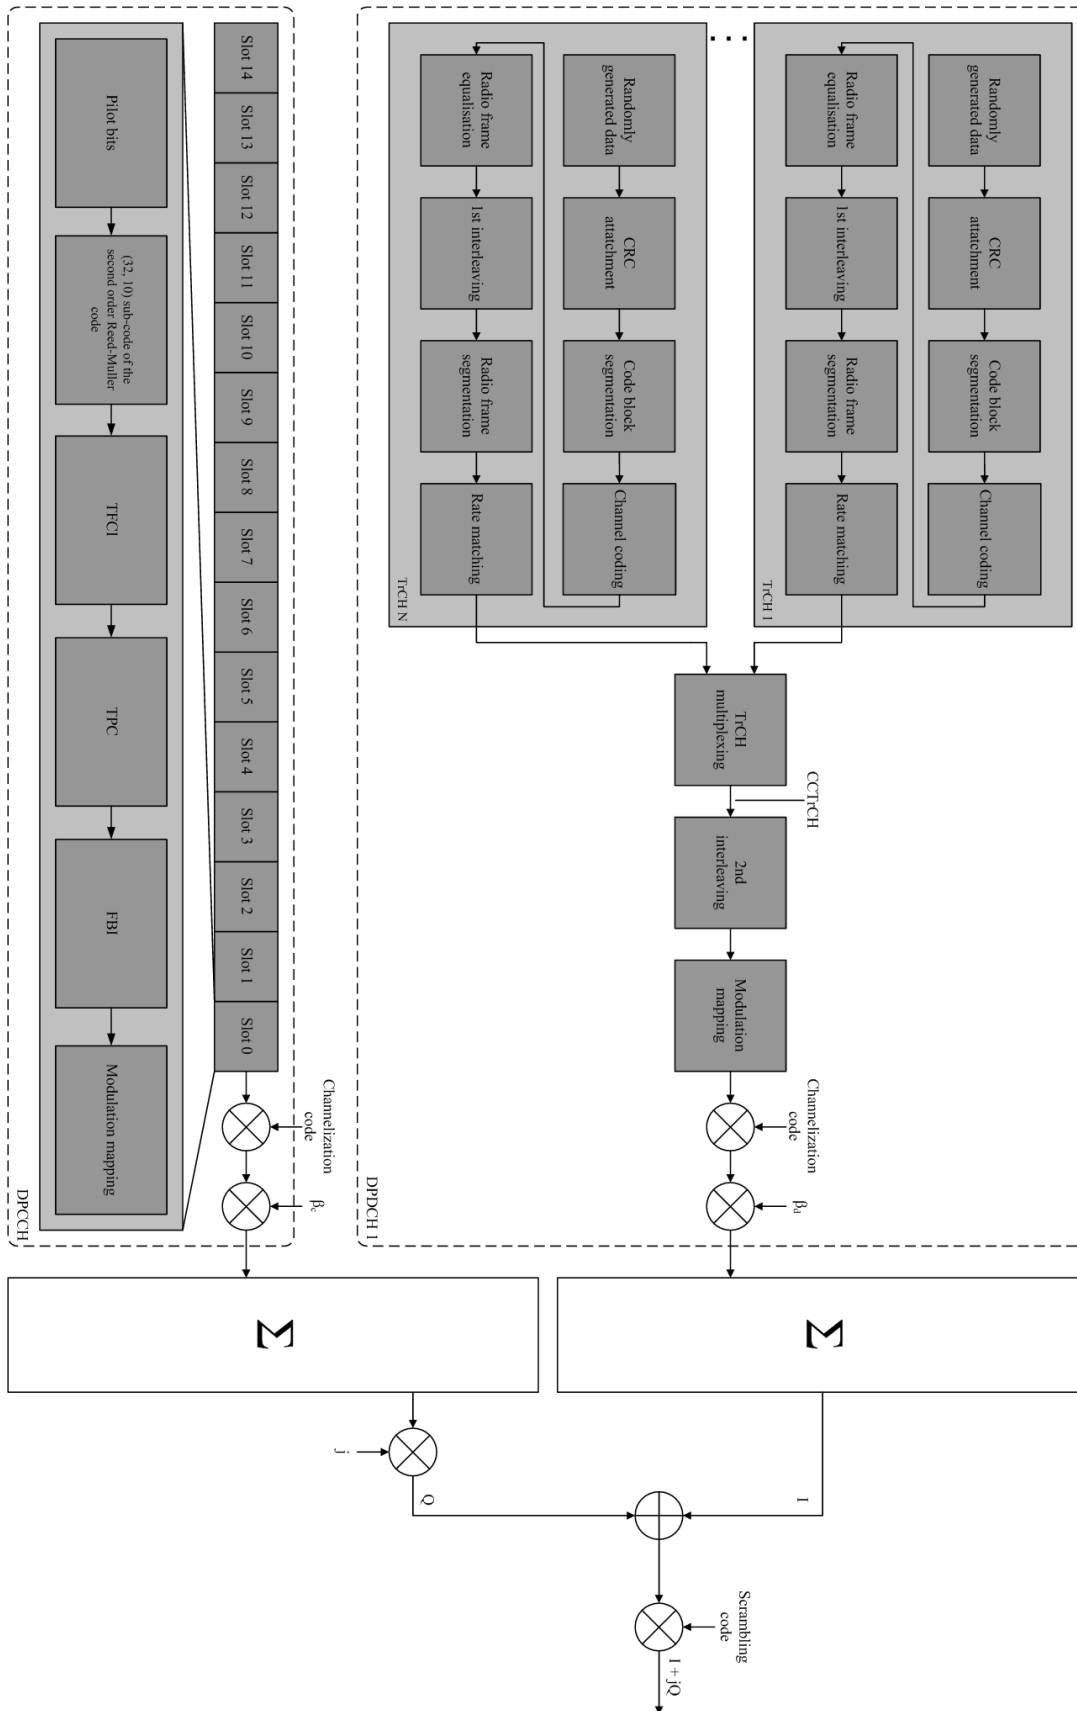 Randomly
generated data
CRC
attatchment
Code block
segmentation
Channel coding
Radio frame
equalisation
1st interleaving
Radio frame
segmentation
Rate matching
TrCH 1
Randomly
generated data
CRC
attatchment
Code block
segmentation
Channel coding
Radio frame
equalisation
1st interleaving
Radio frame
segmentation
Rate matching
TrCH N
TrCH
multiplexing
CCTrCH
2nd
interleaving
Modulation
mapping
Channelization
code
βd
DPDCH 1
Σ
I
Slot 14
Slot 13
Slot 12
Slot 11
Slot 10
Slot 9
Slot 8
Slot 7
Slot 6
Slot 5
Slot 4
Slot 3
Slot 2
Slot 1
Slot 0
Channelization
code
βc
Pilot bits
(32, 10) sub-code of the
second order Reed-Muller
code
TFCI
TPC
FBI
Modulation mapping
DPCCH
Σ
j
Q
Scrambling
code
I + jQ